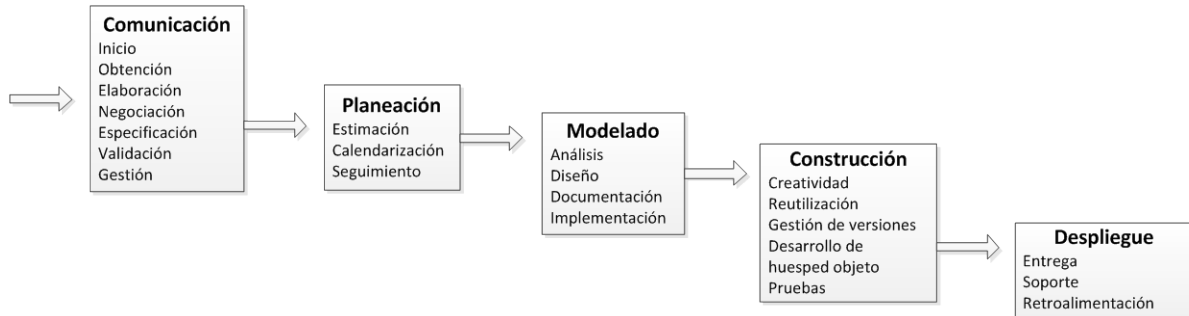 Comunicación
Inicio
Obtención
Elaboración
Negociación
Especificación
Validación
Gestión
Planeación
Estimación
Calendarización
Seguimiento
Modelado
Análisis
Diseño
Documentación
Implementación
Construcción
Creatividad
Reutilización
Gestión de versiones
Desarrollo de
huesped objeto
Pruebas
Despliegue
Entrega
Soporte
Retroalimentación